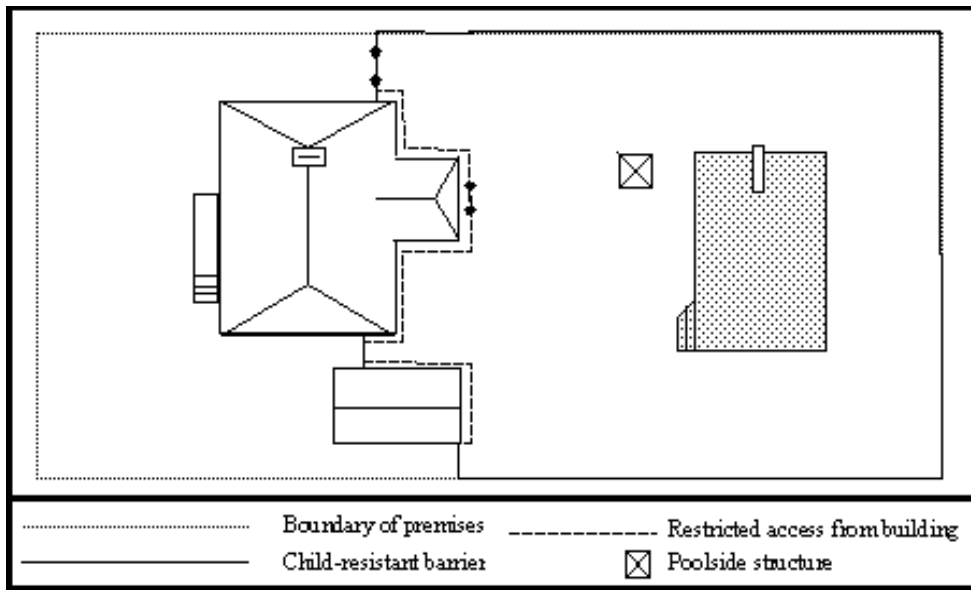 Boundary of premises
Restricted access from building
Child-resistant barrier
Poolside structure